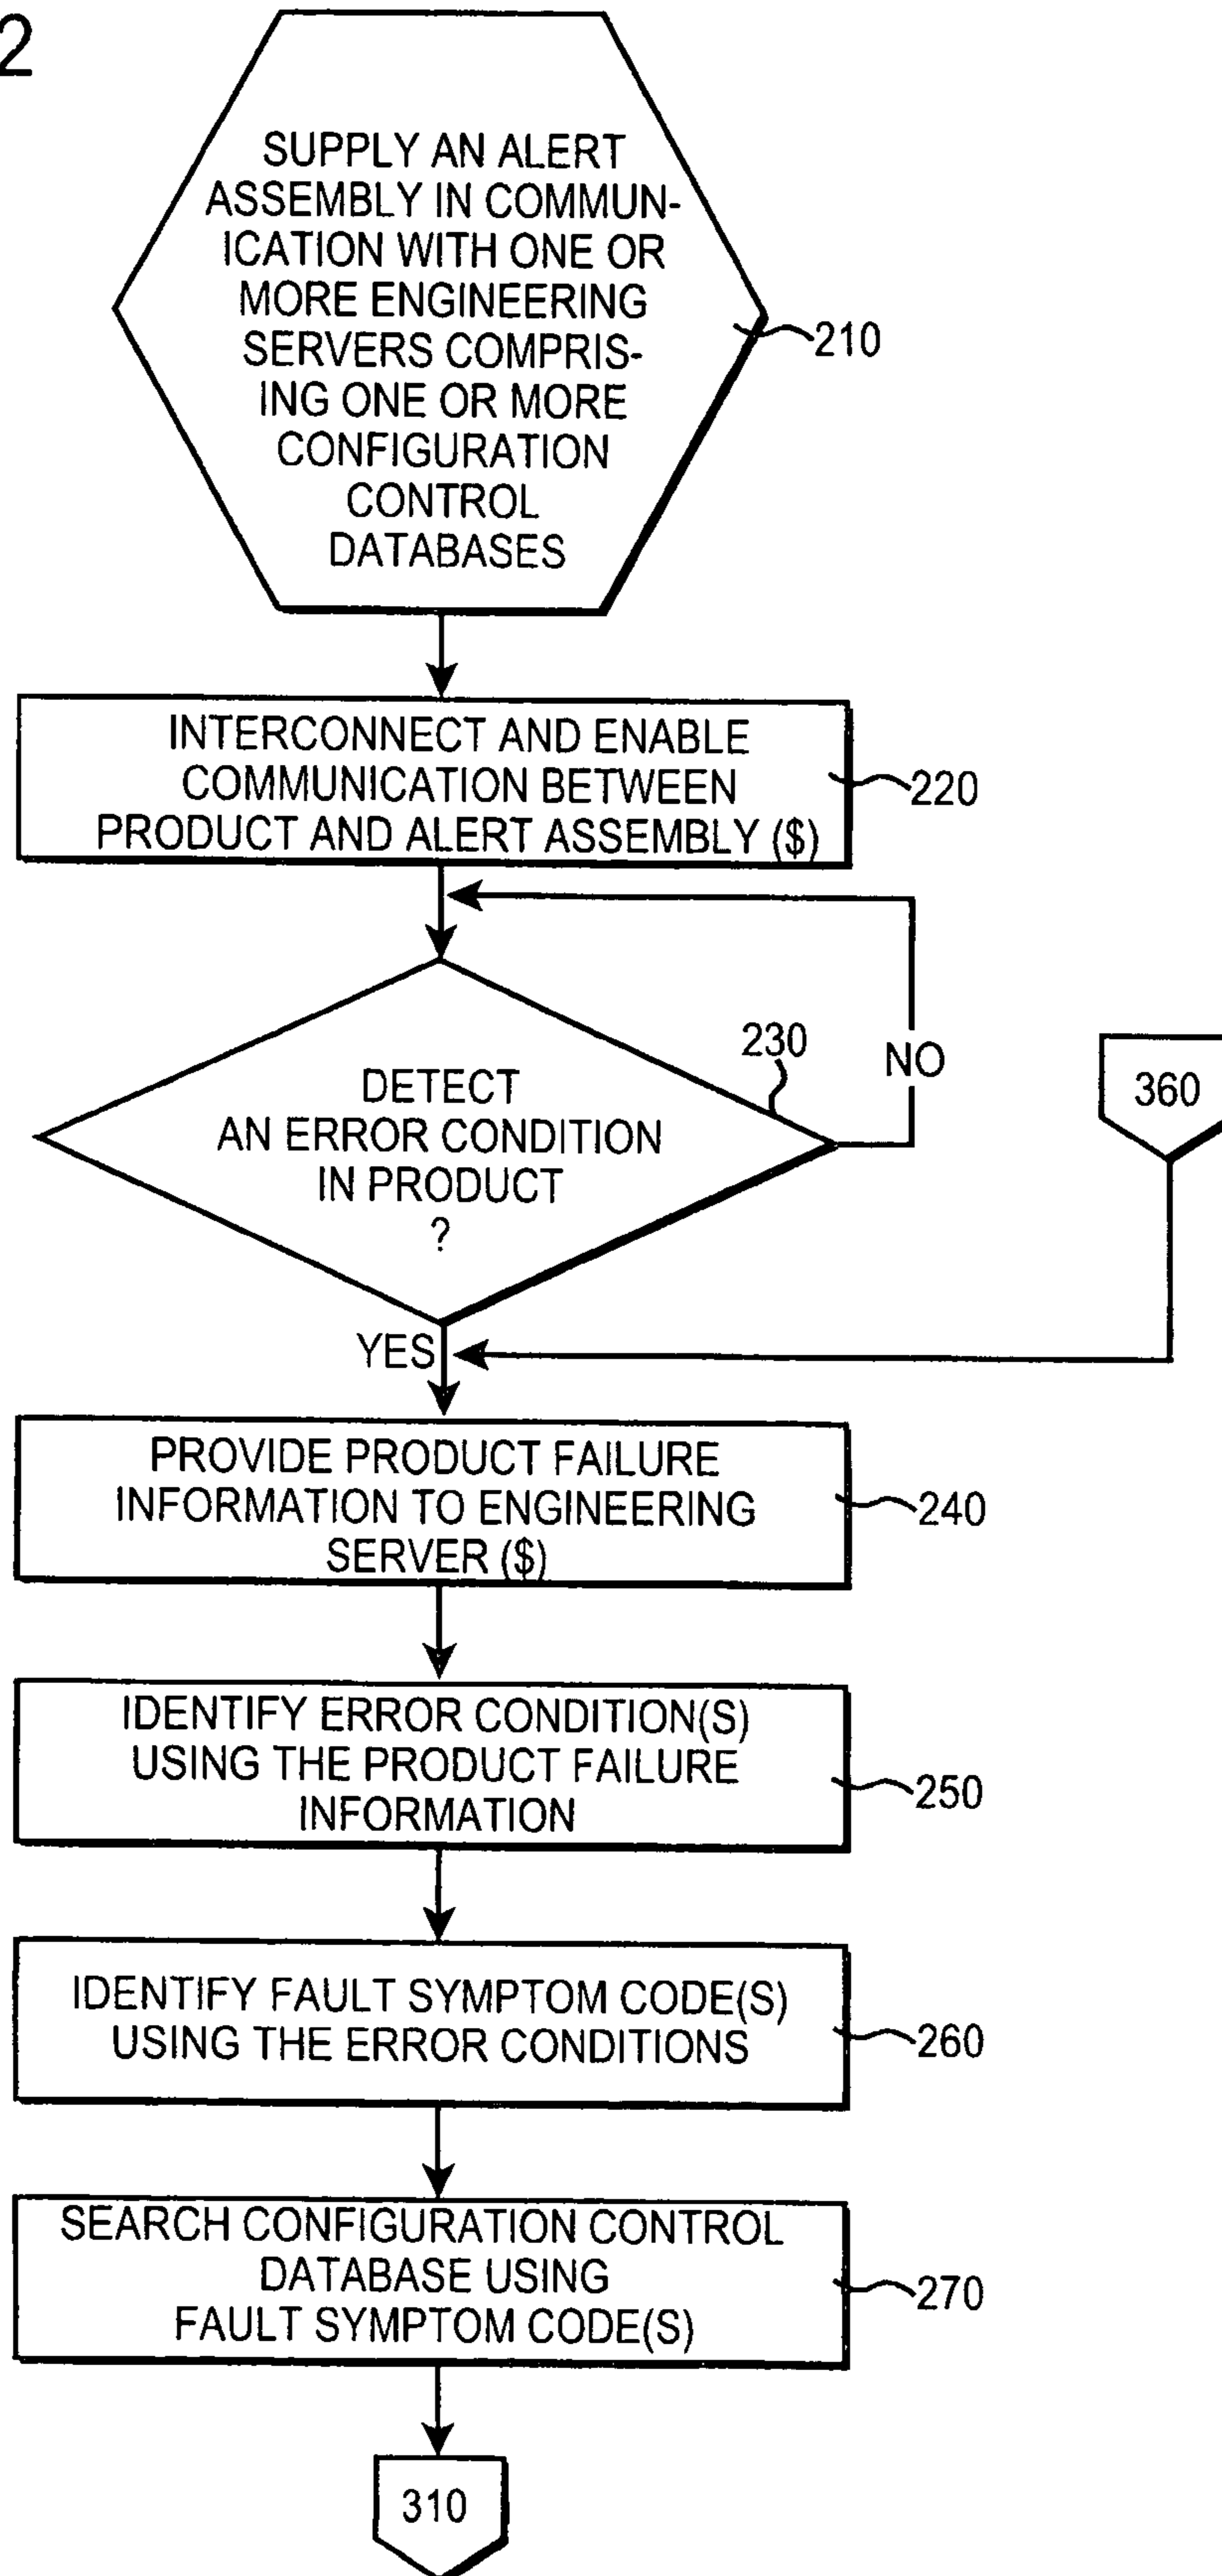 2
SUPPLY AN ALERT
ASSEMBLY IN COMMUN-
ICATION WITH ONE OR
MORE ENGINEERING
SERVERS COMPRIS-
ING ONE OR MORE
CONFIGURATION
CONTROL
DATABASES
210
INTERCONNECT AND ENABLE
COMMUNICATION BETWEEN
PRODUCT AND ALERT ASSEMBLY ($)
220
230
NO
DETECT
AN ERROR CONDITION
IN PRODUCT
?
360
YES
PROVIDE PRODUCT FAILURE
INFORMATION TO ENGINEERING
SERVER ($)
240
IDENTIFY ERROR CONDITION(S)
USING THE PRODUCT FAILURE
INFORMATION
250
IDENTIFY FAULT SYMPTOM CODE(S)
USING THE ERROR CONDITIONS
260
SEARCH CONFIGURATION CONTROL
DATABASE USING
FAULT SYMPTOM CODE(S)
270
310